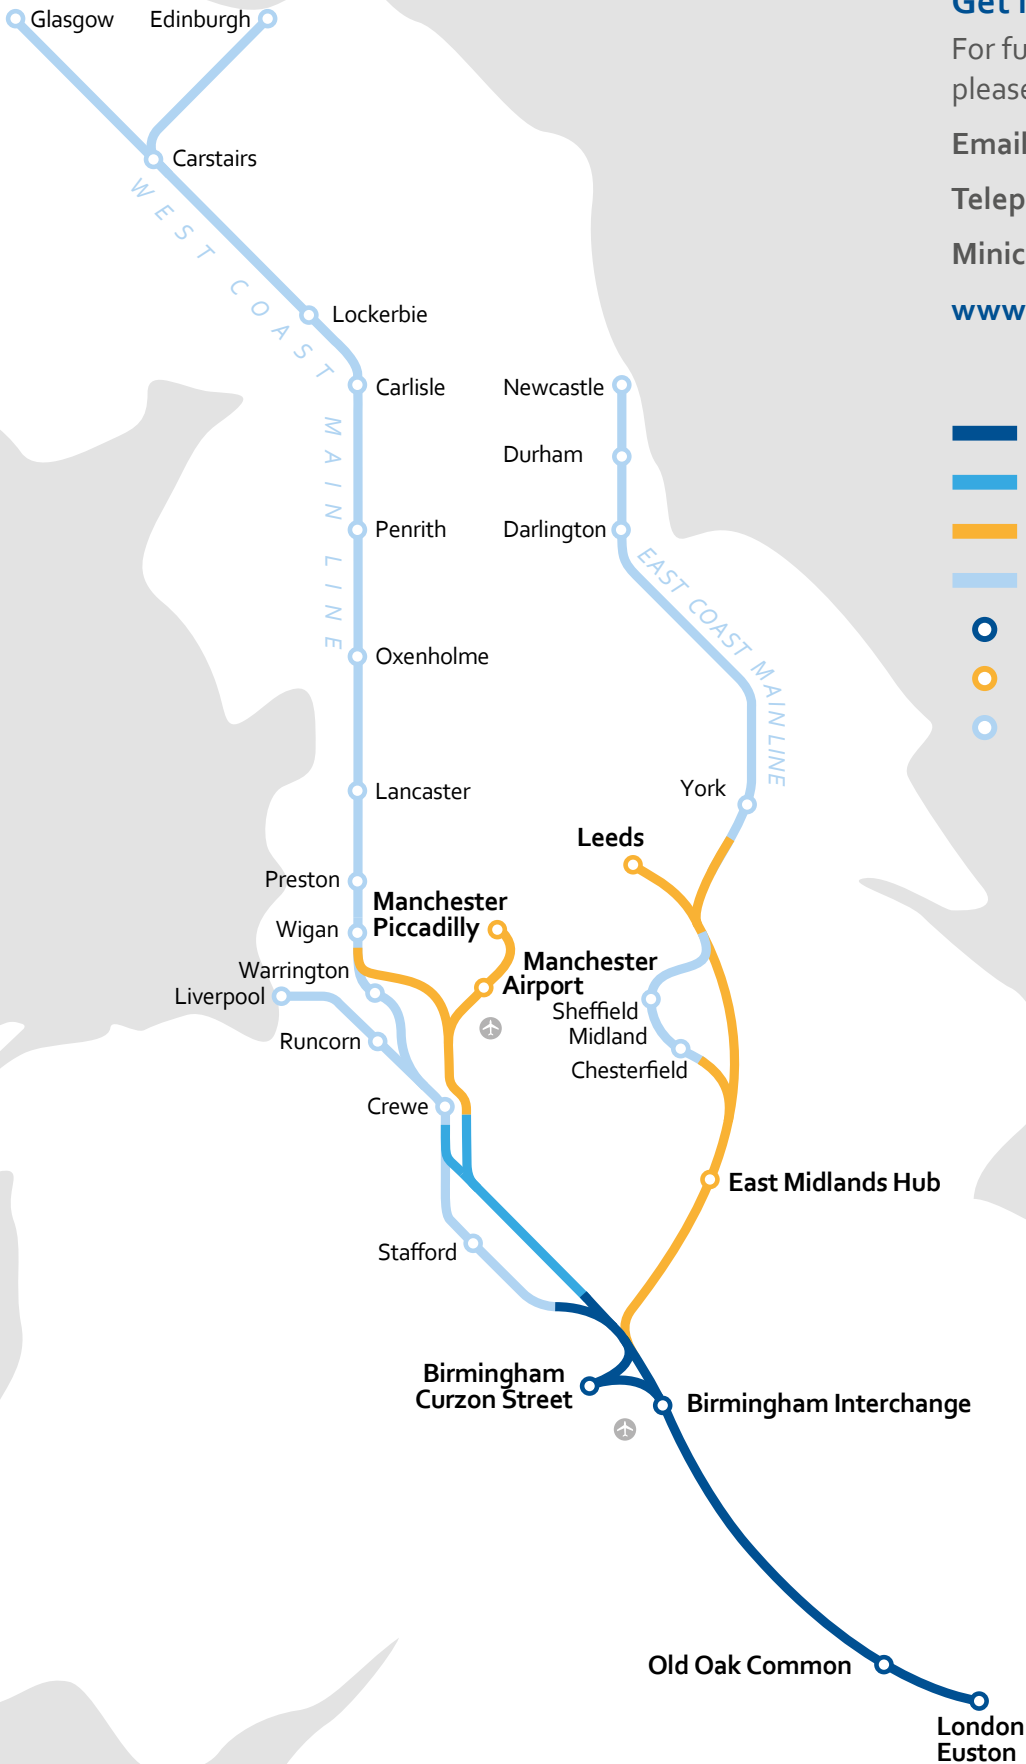 Get
For fu
please
Email
Telep
Minic
www
Glasgow
Edinburgh
Carstairs
WEST COAST MAIN LINE
Lockerbie
Carlisle
Newcastle
Durham
Penrith
Darlington
EAST COAST MAIN LINE
Oxenholme
Lancaster
York
Leeds
Preston
Manchester
Piccadilly
Wigan
Manchester
Airport
Warrington
Liverpool
Sheffield
Midland
Runcorn
Chesterfield
Crewe
East Midlands Hub
Stafford
Birmingham
Curzon Street
Birmingham Interchange
Old Oak Common
London
Euston